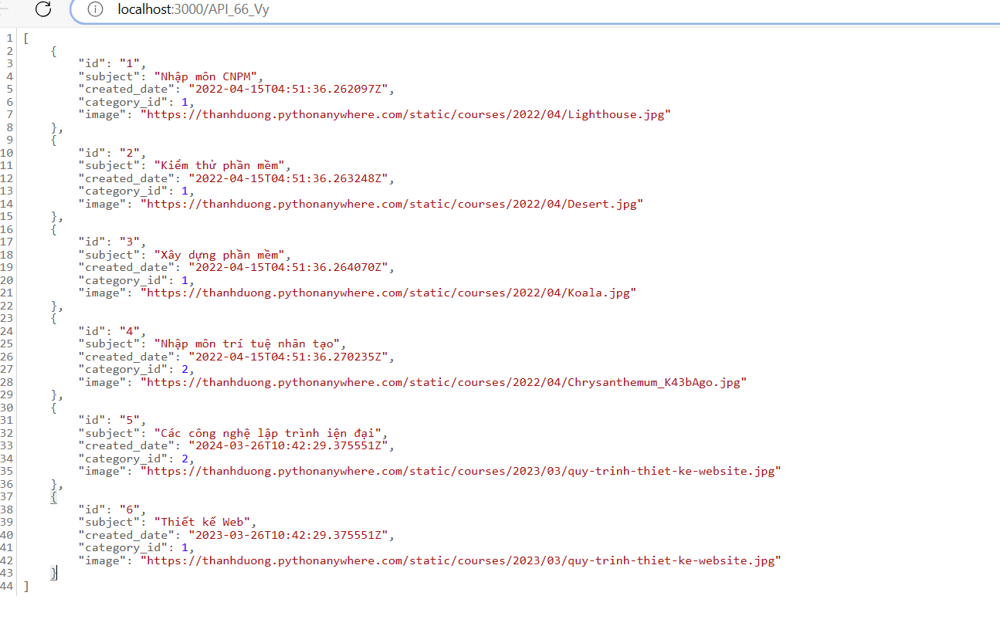 localhost:3000/API_66_Vy
1 [
2 {
3 "id": "1",
4 "subject": "Nhập môn CNPM",
5 "created_date": "2022-04-15T04:51:36.262097Z",
6 "category_id": 1,
7 "image": "https://thanhduong.pythonanywhere.com/static/courses/2022/04/Lighthouse.jpg"
8 },
9 {
10 "id": "2",
11 "subject": "Kiểm thử phần mềm",
12 "created_date": "2022-04-15T04:51:36.263248Z",
13 "category_id": 1,
14 "image": "https://thanhduong.pythonanywhere.com/static/courses/2022/04/Desert.jpg"
15 },
16 {
17 "id": "3",
18 "subject": "Xây dựng phần mềm",
19 "created_date": "2022-04-15T04:51:36.264070Z",
20 "category_id": 1,
21 "image": "https://thanhduong.pythonanywhere.com/static/courses/2022/04/Koala.jpg"
22 },
23 {
24 "id": "4",
25 "subject": "Nhập môn trí tuệ nhân tạo",
26 "created_date": "2022-04-15T04:51:36.270235Z",
27 "category_id": 2,
28 "image": "https://thanhduong.pythonanywhere.com/static/courses/2022/04/Chrysanthemum_K43bAgo.jpg"
29 },
30 {
31 "id": "5",
32 "subject": "Các công nghệ lập trình iện đại",
33 "created_date": "2024-03-26T10:42:29.375551Z",
34 "category_id": 2,
35 "image": "https://thanhduong.pythonanywhere.com/static/courses/2023/03/quy-trinh-thiet-ke-website.jpg"
36 },
37 {
38 "id": "6",
39 "subject": "Thiết kế Web",
40 "created_date": "2023-03-26T10:42:29.375551Z",
41 "category_id": 1,
42 "image": "https://thanhduong.pythonanywhere.com/static/courses/2023/03/quy-trinh-thiet-ke-website.jpg"
43 }
44 ]